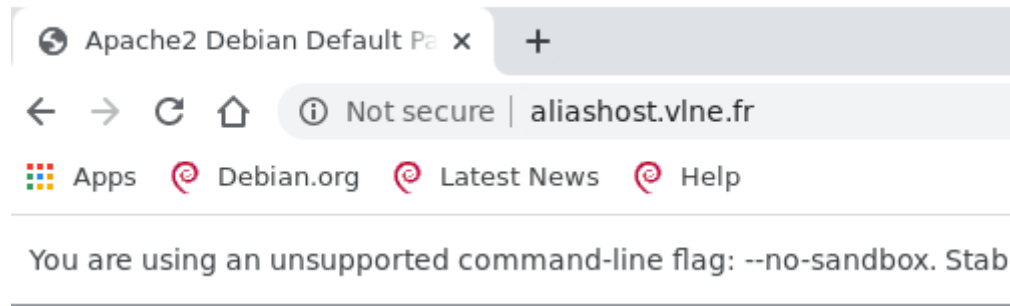 Apache2 Debian Default Pa
Not secure | aliashost.vlne.fr
Apps Debian.org Latest News Help
You are using an unsupported command-line flag: --no-sandbox. Stab